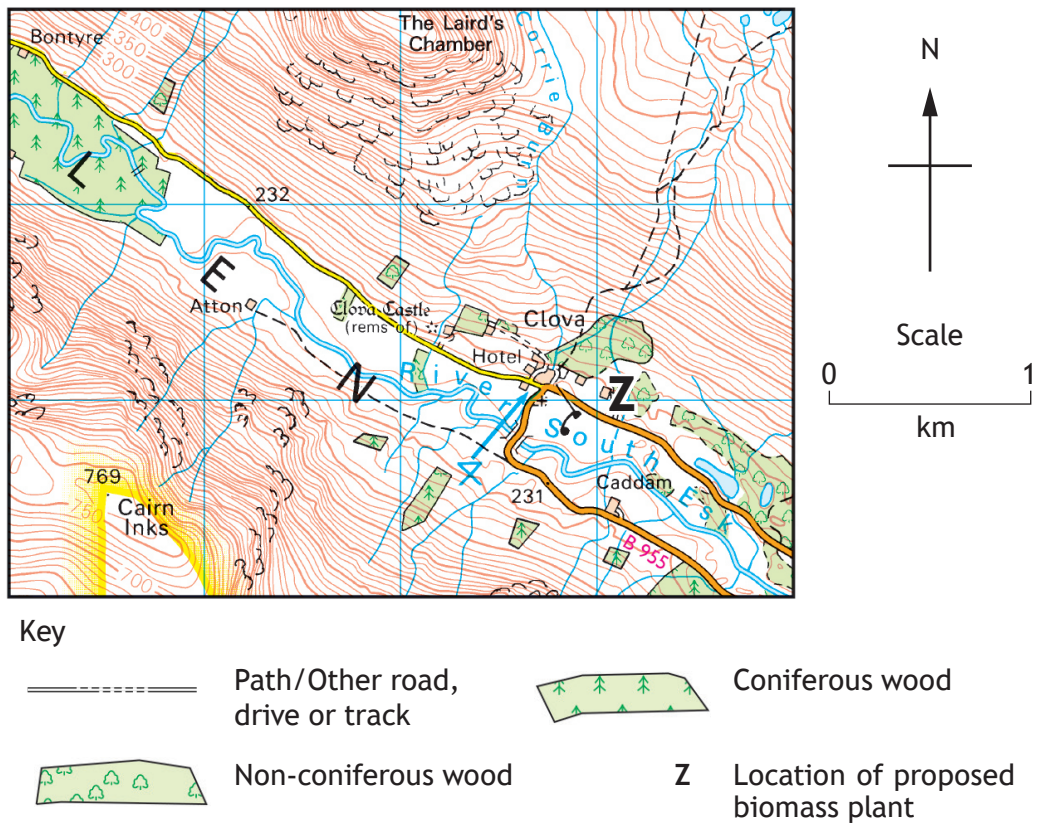 The Laird's
Chamber
Bontyre
400
350
300
Corrie Burn
N
L
232
E
Atton
Clova Castle
(rems of)
Clova
Hotel
Scale
0 1
km
N
River
South
Esk
Z
4
769
750
Cairn
Inks
700
231
Caddam
B 955
Key
Path/Other road,
drive or track
Coniferous wood
Non-coniferous wood
Z Location of proposed
biomass plant